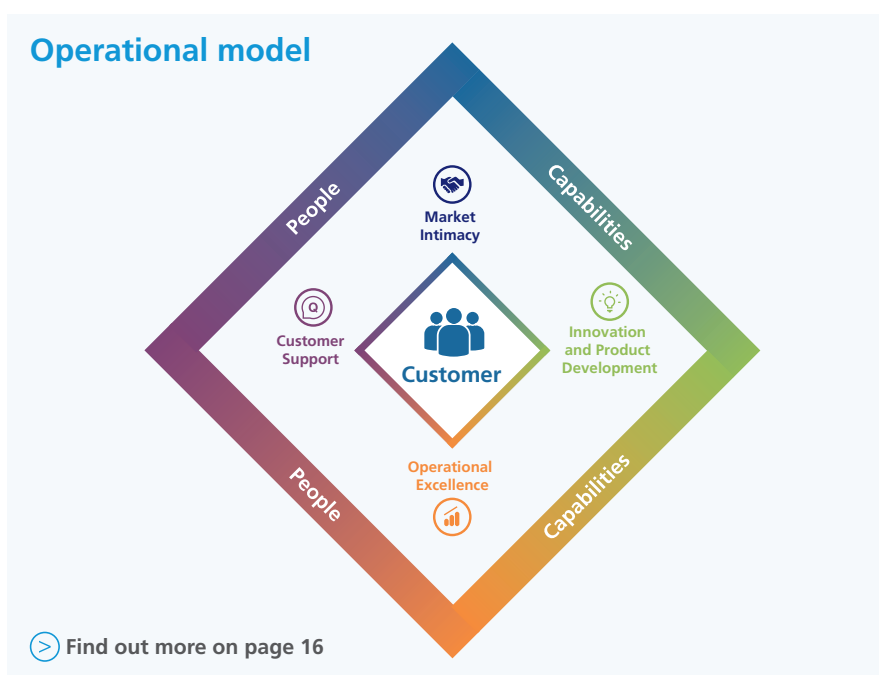 Operational model
People
Capabilities
Market
Intimacy
Q
Customer
Support
Customer
Innovation
and Product
Development
Operational
Excellence
People
Capabilities
> Find out more on page 16